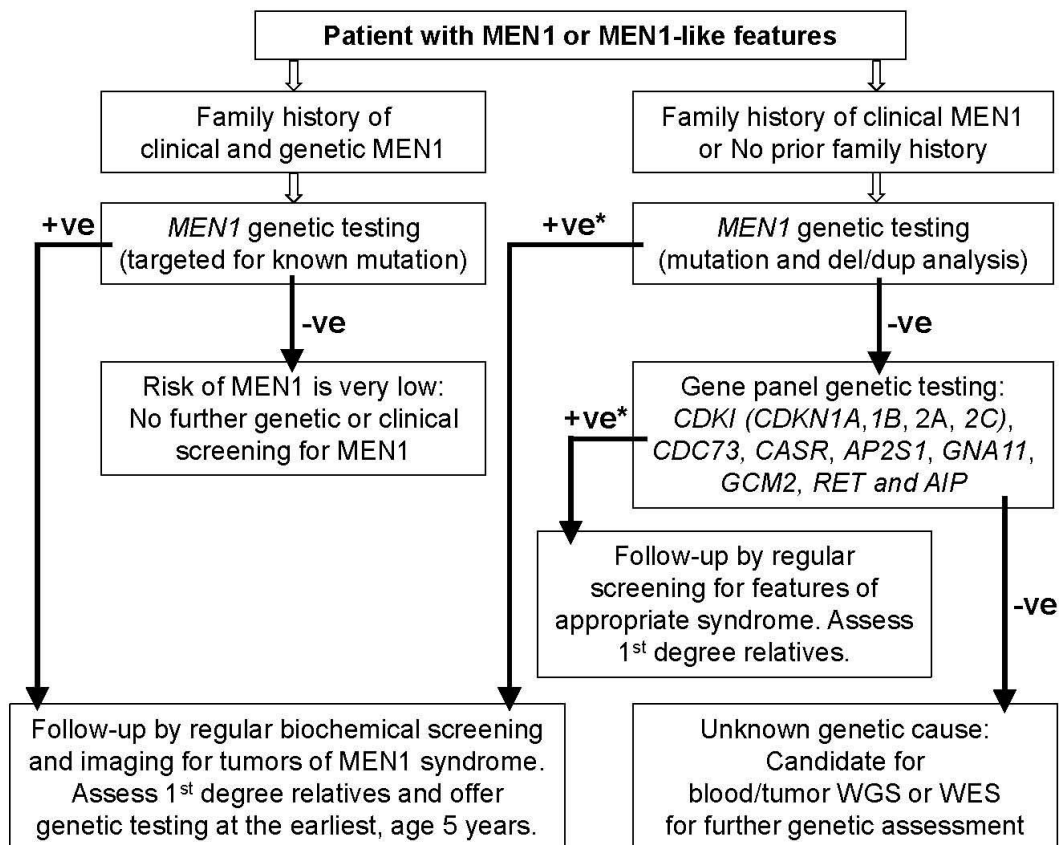 Patient with MEN1 or MEN1-like features
Family history of
clinical and genetic MEN1
Family history of clinical MEN1
or No prior family history
+ve
MEN1 genetic testing
(targeted for known mutation)
+ve*
MEN1 genetic testing
(mutation and del/dup analysis)
-ve
-ve
Risk of MEN1 is very low:
No further genetic or clinical
screening for MEN1
+ve*
Gene panel genetic testing:
CDKI (CDKN1A,1B, 2A, 2C),
CDC73, CASR, AP2S1, GNA11,
GCM2, RET and AIP
Follow-up by regular
screening for features of
appropriate syndrome. Assess
1st degree relatives.
-ve
Follow-up by regular biochemical screening
and imaging for tumors of MEN1 syndrome.
Assess 1st degree relatives and offer
genetic testing at the earliest, age 5 years.
Unknown genetic cause:
Candidate for
blood/tumor WGS or WES
for further genetic assessment